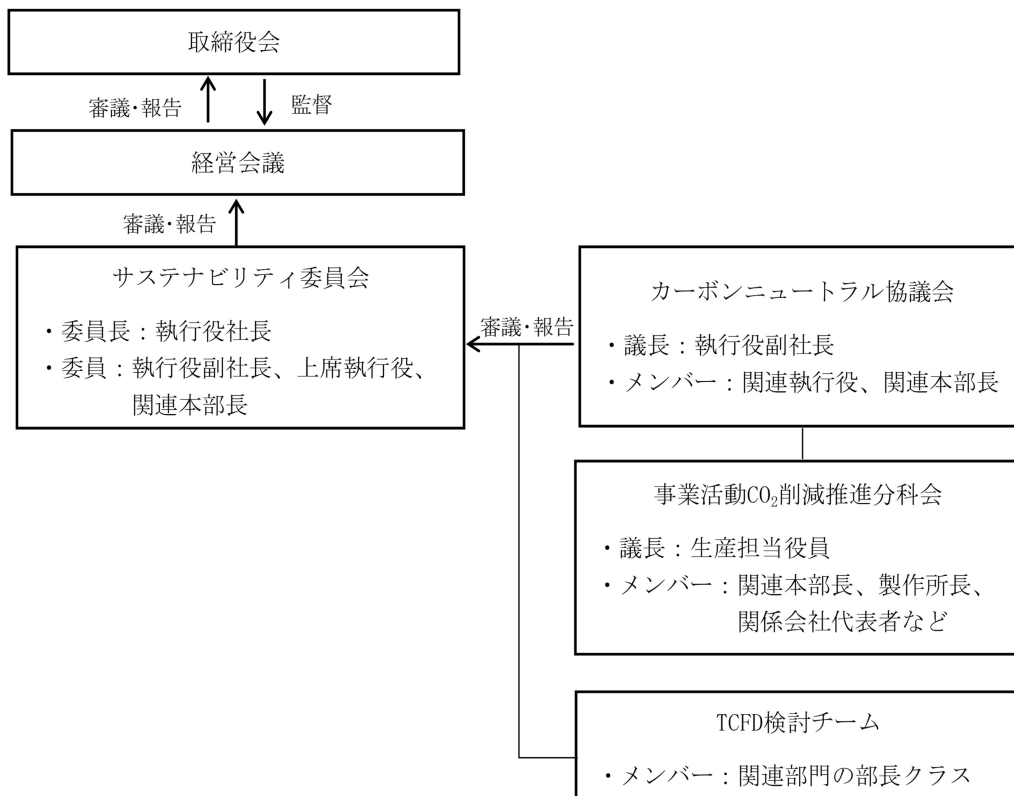 取締役会
審議・報告
監督
経営会議
審議・報告
サステナビリティ委員会
・委員長：執行役社長
・委員：執行役副社長、上席執行役、
関連本部長
審議・報告
カーボンニュートラル協議会
・議長：執行役副社長
・メンバー：関連執行役、関連本部長
事業活動CO₂削減推進分科会
・議長：生産担当役員
・メンバー：関連本部長、製作所長、
関係会社代表者など
TCFD検討チーム
・メンバー：関連部門の部長クラス